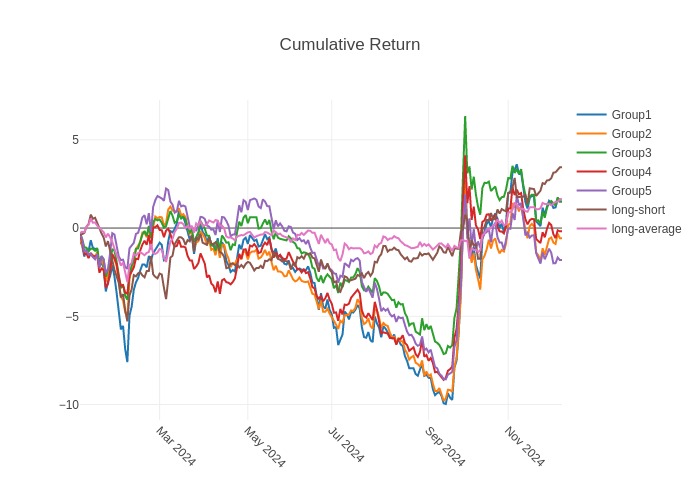 Cumulative Return
5
0
−5
−10
Mar 2024
May 2024
Jul 2024
Sep 2024
Nov 2024
Group1
Group2
Group3
Group4
Group5
long-short
long-average